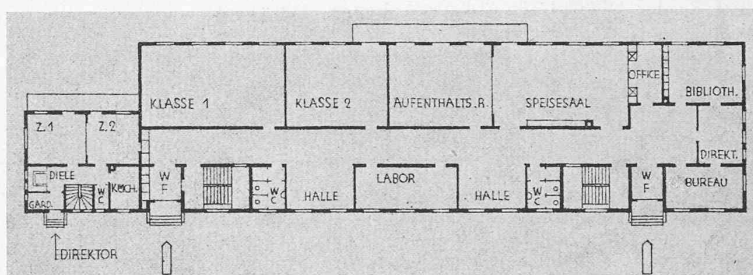 KLASSE 1
KLASSE 2
AUFENTHALTS.R.
SPEISESAAL
OFFICE
BIBLIOTH.
Z.1
Z.2
DIELE
W
C
KÜCH.
GARD.
W
F
W
C
HALLE
LABOR
HALLE
W
C
W
F
DIREKT.
BUREAU
DIREKTOR